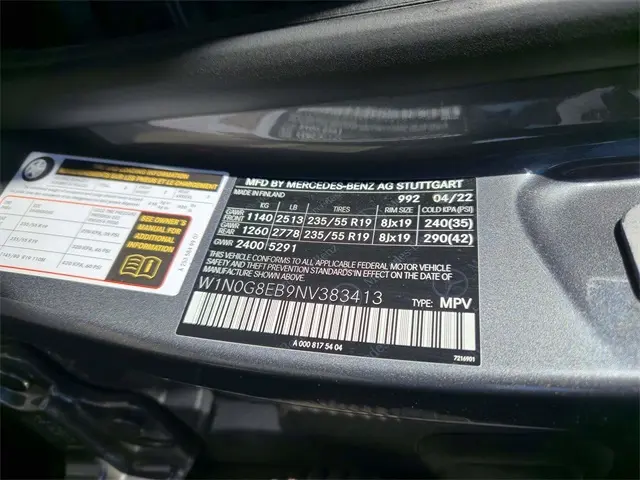 MFD BY MERCEDES-BENZ AG STUTTGART
MADE IN FINLAND 992 04/22
KG LB TIRES RIM SIZE COLD KPA(PSI)
GAWR FRONT 1140 2513 235/55 R19 8Jx19 240(35)
GAWR REAR 1260 2778 235/55 R19 8Jx19 290(42)
GVWR 2400 5291
THIS VEHICLE CONFORMS TO ALL APPLICABLE FEDERAL MOTOR VEHICLE
SAFETY AND THEFT PREVENTION STANDARDS IN EFFECT ON THE DATE OF
MANUFACTURE SHOWN ABOVE.
W1N0G8EB9NV383413 TYPE: MPV
A 000 817 54 04
7216901
SEE OWNER'S
MANUAL FOR
ADDITIONAL
INFORMATION